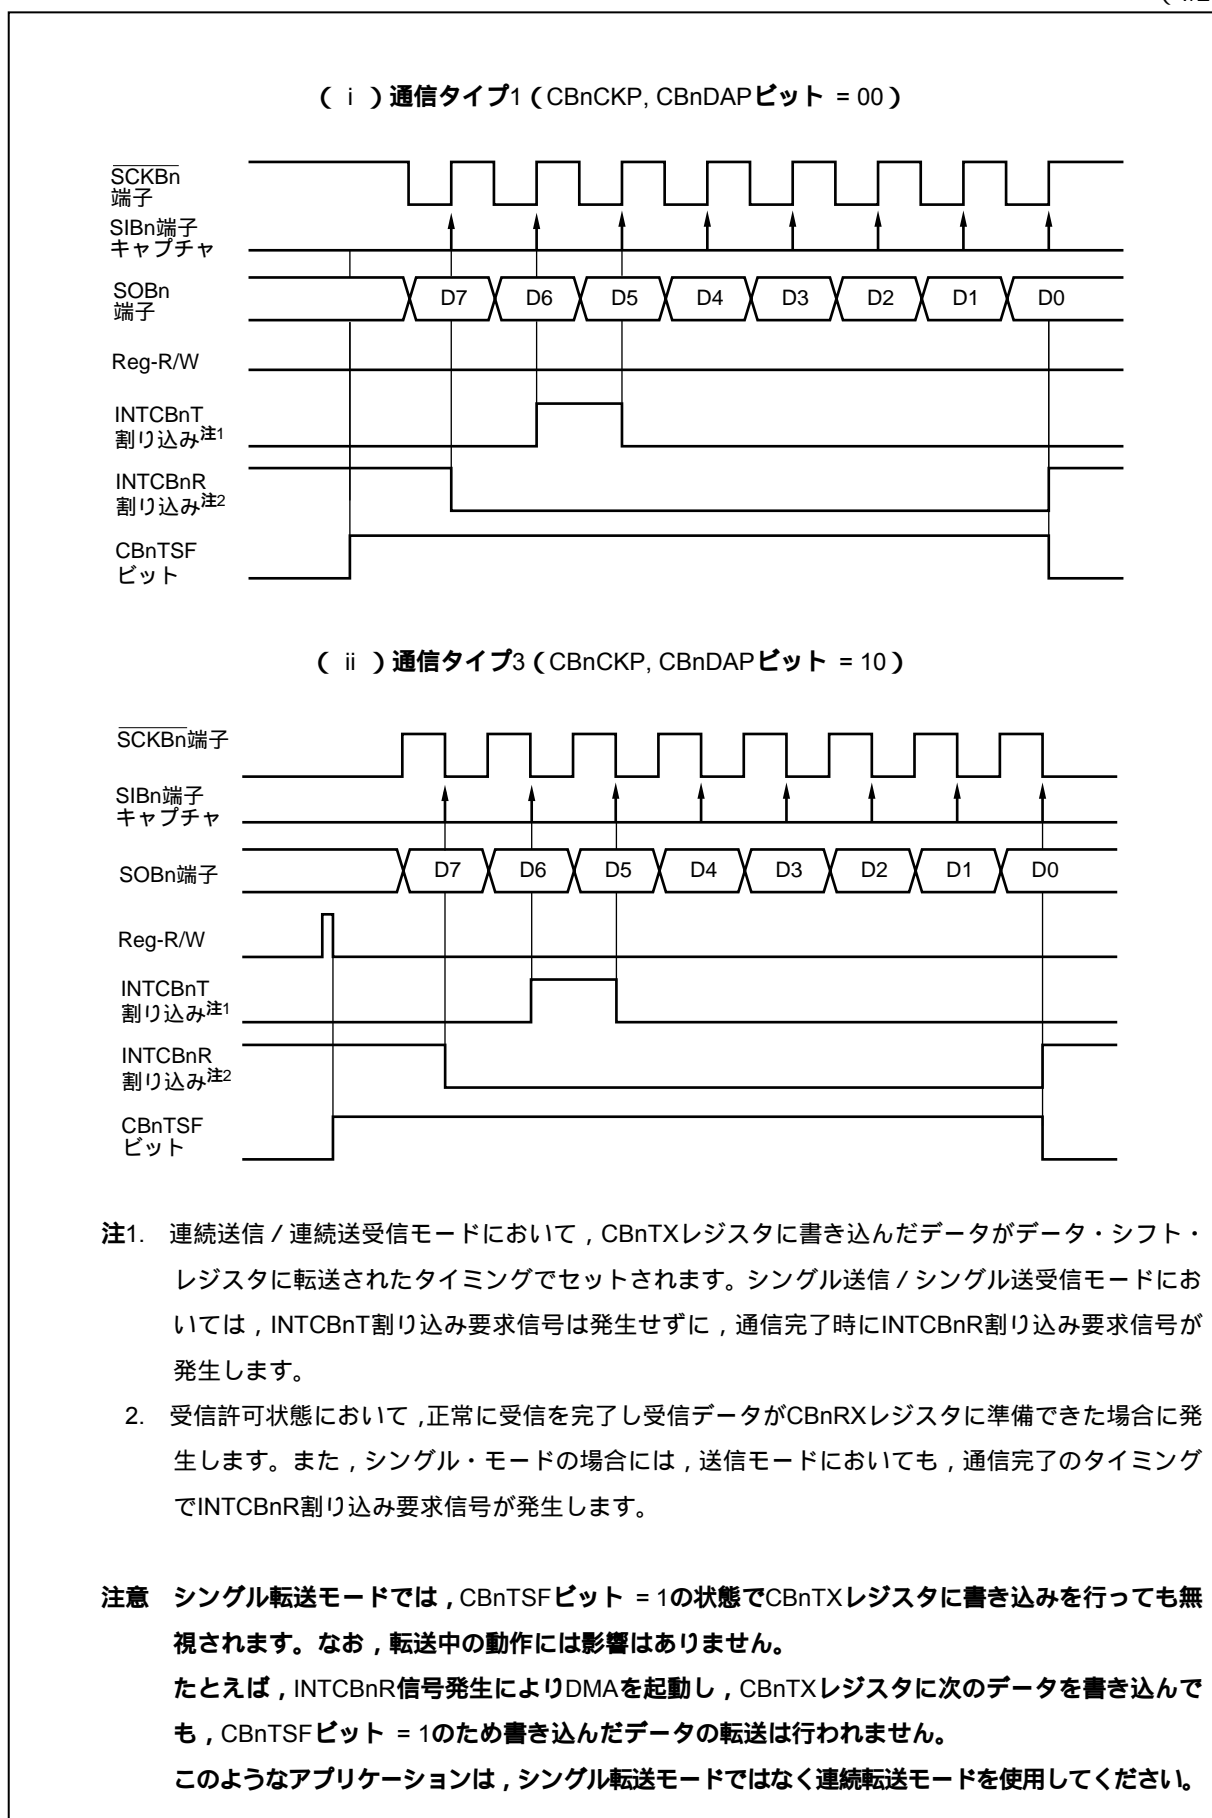 ( i )通信タイプ1(CBnCKP, CBnDAPビット = 00)
SCKBn
端子
SIBn端子
キャプチャ
SOBn
端子
D7 D6 D5 D4 D3 D2 D1 D0
Reg-R/W
INTCBnT
割り込み注1
INTCBnR
割り込み注2
CBnTSF
ビット
( ii )通信タイプ3(CBnCKP, CBnDAPビット = 10)
SCKBn端子
SIBn端子
キャプチャ
SOBn端子
D7 D6 D5 D4 D3 D2 D1 D0
Reg-R/W
INTCBnT
割り込み注1
INTCBnR
割り込み注2
CBnTSF
ビット
注1. 連続送信/連続送受信モードにおいて,CBnTXレジスタに書き込んだデータがデータ・シフト・
レジスタに転送されたタイミングでセットされます。シングル送信/シングル送受信モードにお
いては,INTCBnT割り込み要求信号は発生せずに,通信完了時にINTCBnR割り込み要求信号が
発生します。
2. 受信許可状態において,正常に受信を完了し受信データがCBnRXレジスタに準備できた場合に発
生します。また,シングル・モードの場合には,送信モードにおいても,通信完了のタイミング
でINTCBnR割り込み要求信号が発生します。
注意 シングル転送モードでは,CBnTSFビット = 1の状態でCBnTXレジスタに書き込みを行っても無
視されます。なお,転送中の動作には影響はありません。
たとえば,INTCBnR信号発生によりDMAを起動し,CBnTXレジスタに次のデータを書き込んで
も,CBnTSFビット = 1のため書き込んだデータの転送は行われません。
このようなアプリケーションは,シングル転送モードではなく連続転送モードを使用してください。